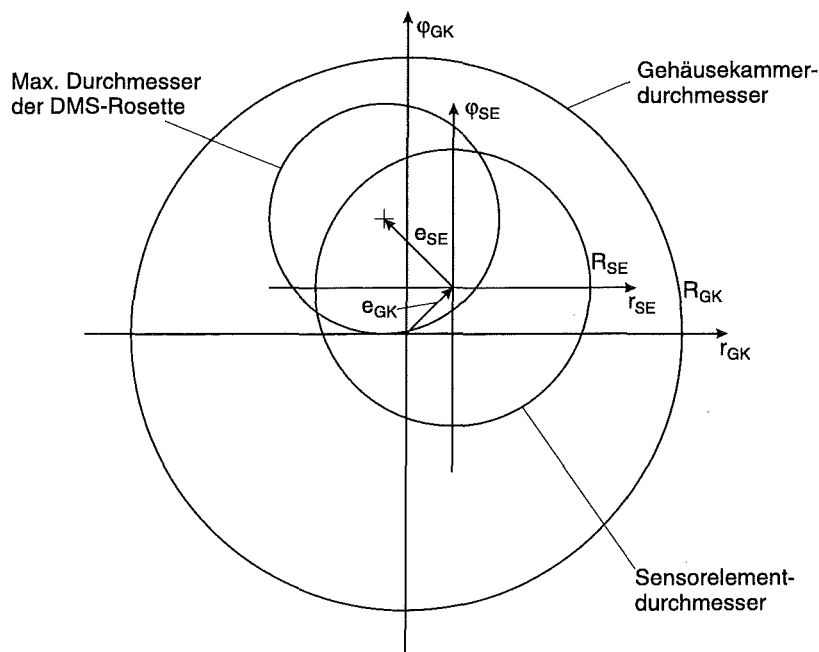 φGK
Max. Durchmesser
der DMS-Rosette
Gehäusekammer-
durchmesser
φSE
eSE
RSE
eGK
rSE
RGK
rGK
Sensorelement-
durchmesser